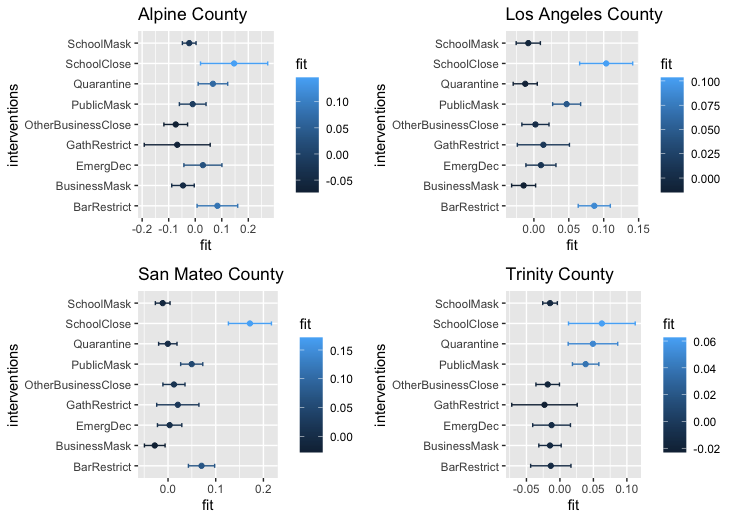 Alpine County
interventions
SchoolMask
SchoolClose
Quarantine
PublicMask
OtherBusinessClose
GathRestrict
EmergDec
BusinessMask
BarRestrict
-0.2 -0.1 0.0 0.1 0.2
fit
fit
0.10
0.05
0.00
-0.05
Los Angeles County
interventions
SchoolMask
SchoolClose
Quarantine
PublicMask
OtherBusinessClose
GathRestrict
EmergDec
BusinessMask
BarRestrict
0.00 0.05 0.10 0.15
fit
fit
0.100
0.075
0.050
0.025
0.000
San Mateo County
interventions
SchoolMask
SchoolClose
Quarantine
PublicMask
OtherBusinessClose
GathRestrict
EmergDec
BusinessMask
BarRestrict
0.0 0.1 0.2
fit
fit
0.15
0.10
0.05
0.00
Trinity County
interventions
SchoolMask
SchoolClose
Quarantine
PublicMask
OtherBusinessClose
GathRestrict
EmergDec
BusinessMask
BarRestrict
-0.05 0.00 0.05 0.10
fit
fit
0.06
0.04
0.02
0.00
-0.02